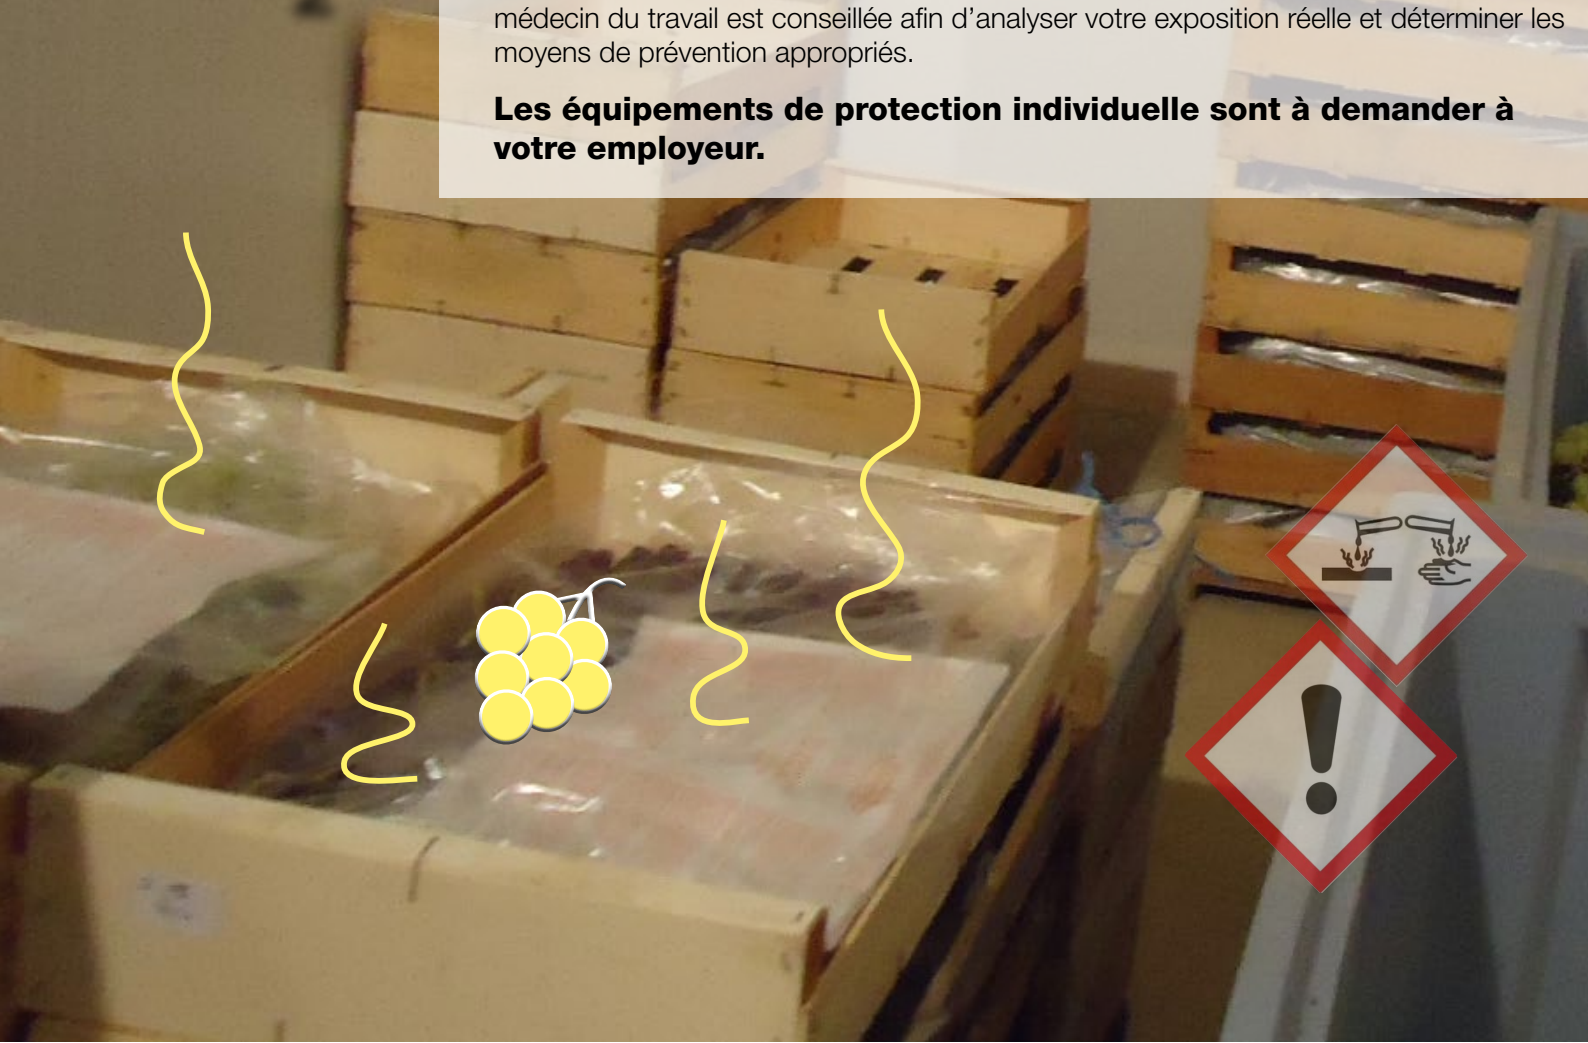 médecin du travail est conseillée afin d’analyser votre exposition réelle et déterminer les
moyens de prévention appropriés.
Les équipements de protection individuelle sont à demander à
votre employeur.